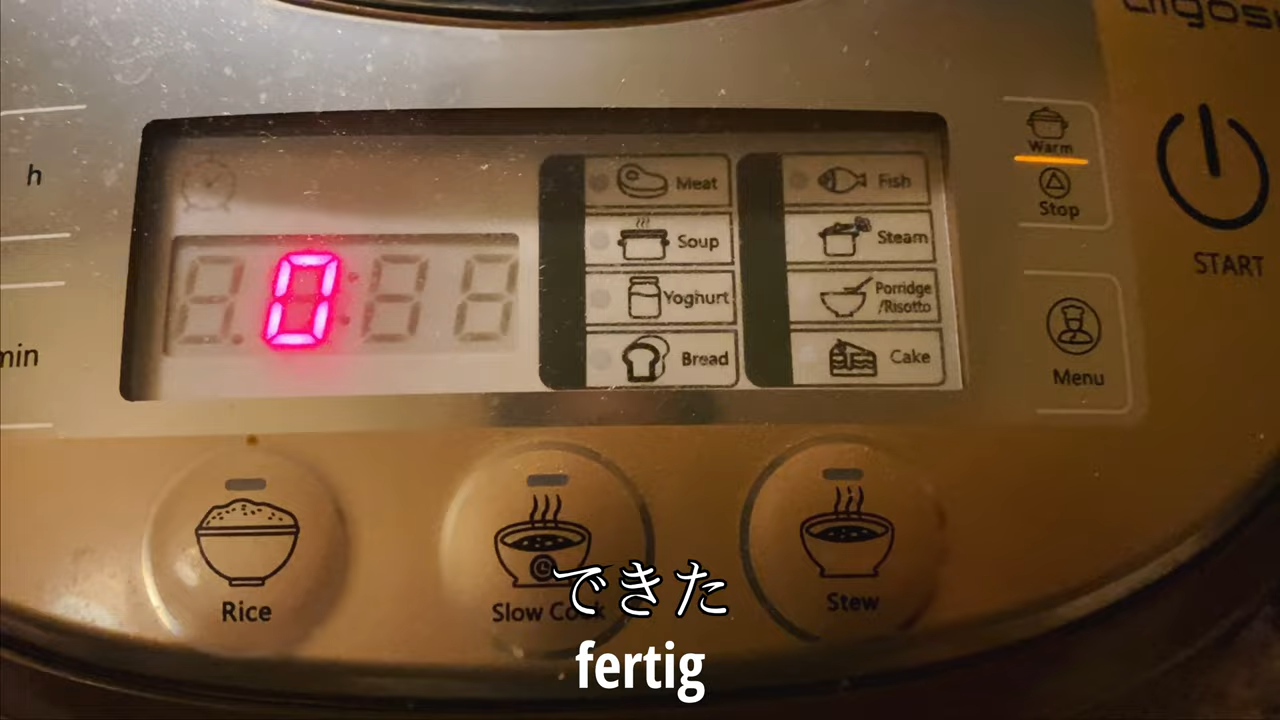 h
min
0
Meat
Soup
Yoghurt
Bread
Fish
Steam
Porridge
/Risotto
Cake
Warm
Stop
Menu
START
Rice
Slow Cook
Stew
できた
fertig